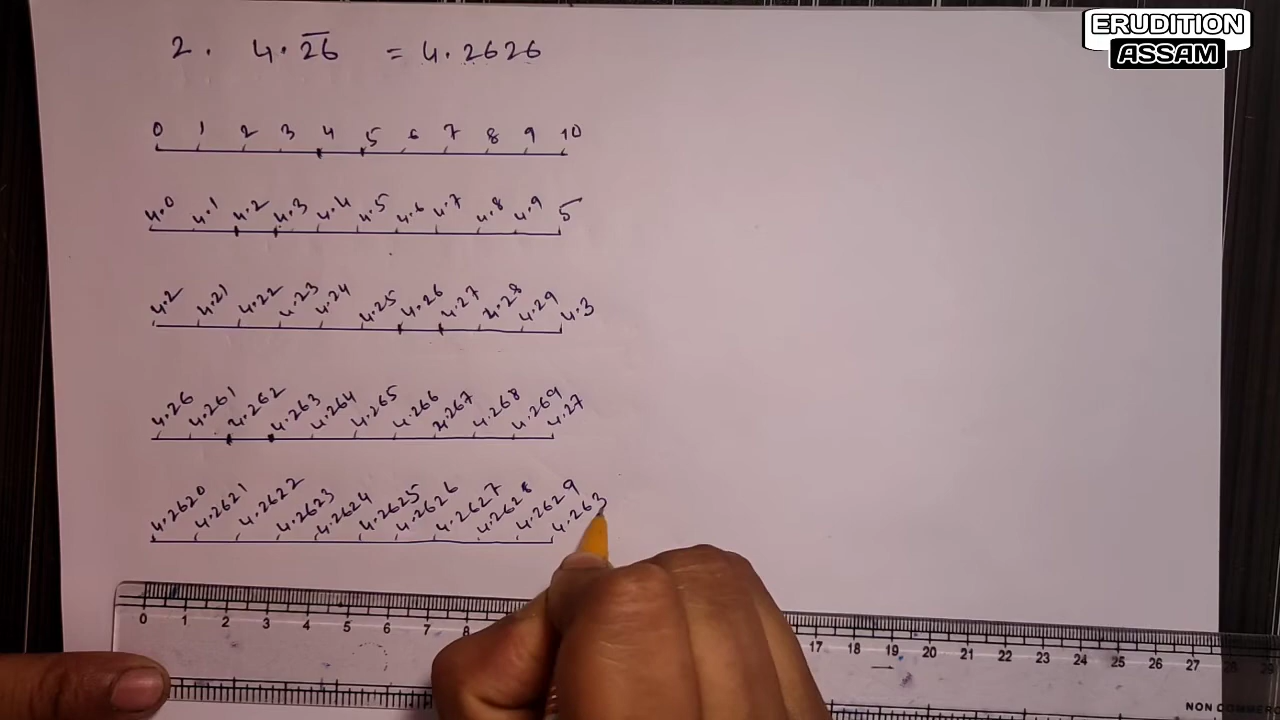 ERUDITION
ASSAM
2. 4.2̅6̅ = 4.2626
0 1 2 3 4 5 6 7 8 9 10
4.0 4.1 4.2 4.3 4.4 4.5 4.6 4.7 4.8 4.9 5
4.2 4.21 4.22 4.23 4.24 4.25 4.26 4.27 4.28 4.29 4.3
4.26 4.261 4.262 4.263 4.264 4.265 4.266 4.267 4.268 4.269 4.27
4.2620 4.2621 4.2622 4.2623 4.2624 4.2625 4.2626 4.2627 4.2628 4.2629 4.263
0 1 2 3 4 5 6 7 8 17 18 19 20 21 22 23 24 25 26 27 28 29
NON COMMERC